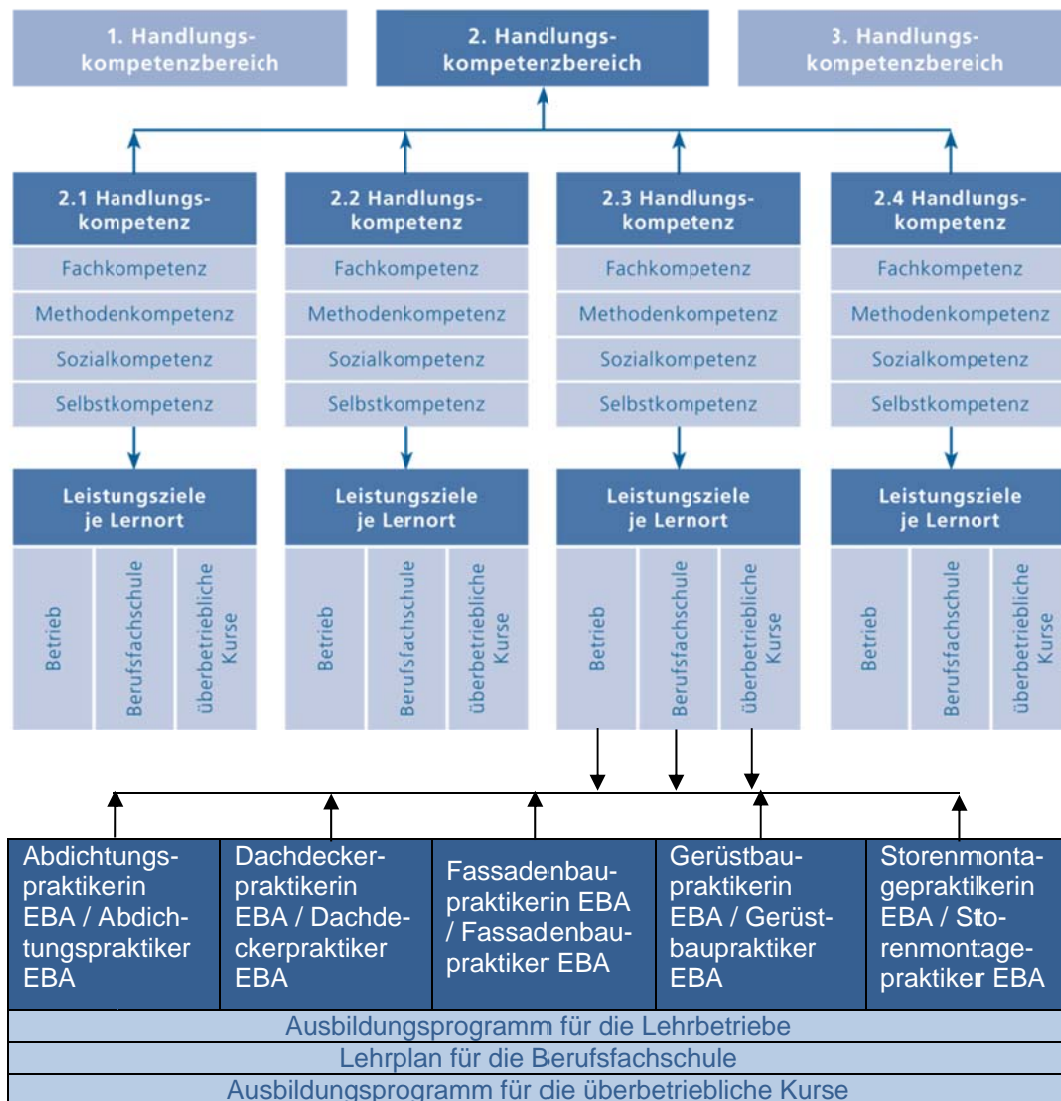 1. Handlungs-
kompetenzbereich
2. Handlungs-
kompetenzbereich
3. Handlungs-
kompetenzbereich
2.1 Handlungs-
kompetenz
Fachkompetenz
Methodenkompetenz
Sozialkompetenz
Selbstkompetenz
Leistungsziele
je Lernort
Betrieb
Berufsfachschule
überbetriebliche
Kurse
2.2 Handlungs-
kompetenz
Fachkompetenz
Methodenkompetenz
Sozialkompetenz
Selbstkompetenz
Leistungsziele
je Lernort
Betrieb
Berufsfachschule
überbetriebliche
Kurse
2.3 Handlungs-
kompetenz
Fachkompetenz
Methodenkompetenz
Sozialkompetenz
Selbstkompetenz
Leistungsziele
je Lernort
Betrieb
Berufsfachschule
überbetriebliche
Kurse
2.4 Handlungs-
kompetenz
Fachkompetenz
Methodenkompetenz
Sozialkompetenz
Selbstkompetenz
Leistungsziele
je Lernort
Betrieb
Berufsfachschule
überbetriebliche
Kurse
Abdichtungs-
praktikerin
EBA / Abdich-
tungspraktiker
EBA
Dachdecker-
praktikerin
EBA / Dachde-
ckerpraktiker
EBA
Fassadenbau-
praktikerin EBA
/ Fassadenbau-
praktiker EBA
Gerüstbau-
praktikerin
EBA / Gerüst-
baupraktiker
EBA
Storenmonta-
gepraktikerin
EBA / Sto-
renmontage-
praktiker EBA
Ausbildungsprogramm für die Lehrbetriebe
Lehrplan für die Berufsfachschule
Ausbildungsprogramm für die überbetriebliche Kurse